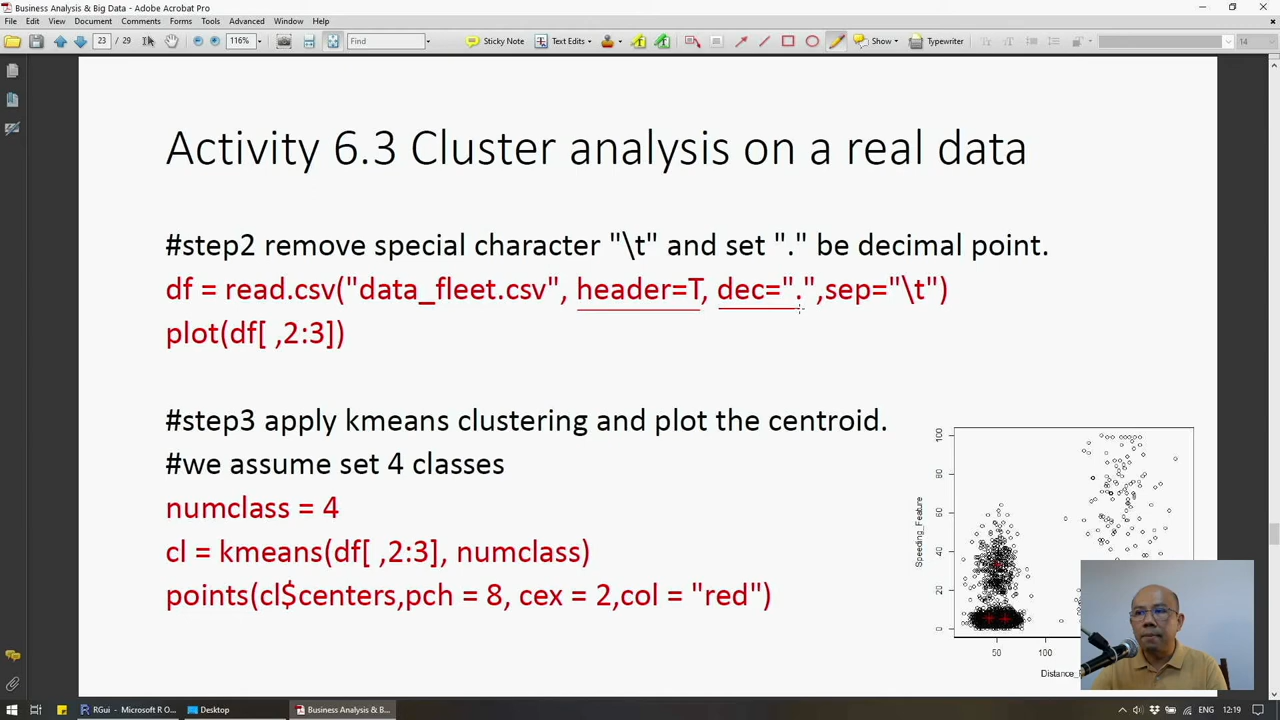 Business Analysis & Big Data - Adobe Acrobat Pro
File Edit View Document Comments Forms Tools Advanced Window Help
23 / 29 116% Find Sticky Note Text Edits Show Typewriter 14
Activity 6.3 Cluster analysis on a real data
#step2 remove special character "\t" and set "." be decimal point.
df = read.csv("data_fleet.csv", header=T, dec=".",sep="\t")
plot(df[ ,2:3])
#step3 apply kmeans clustering and plot the centroid.
#we assume set 4 classes
numclass = 4
cl = kmeans(df[ ,2:3], numclass)
points(cl$centers,pch = 8, cex = 2,col = "red")
Speeding_Feature
100
80
60
40
20
0
50 100
RGui - Microsoft R O... Desktop Business Analysis & B... ENG 12:19